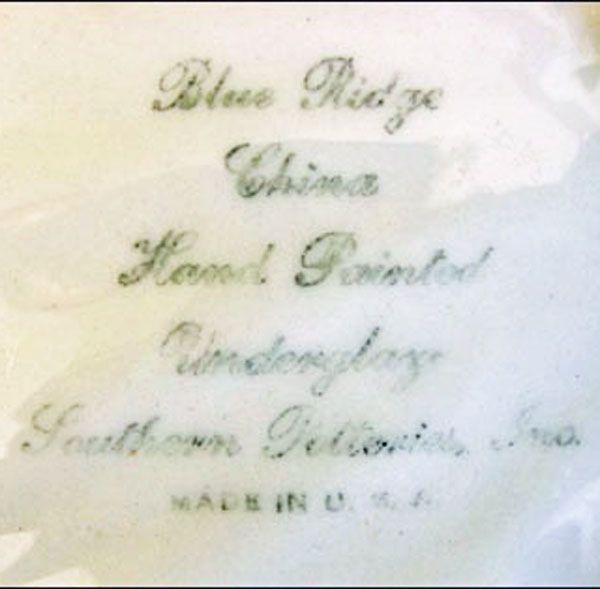 Blue Ridge
China
Hand Painted
Underglaze
Southern Potteries, Inc.
MADE IN U. S. A.